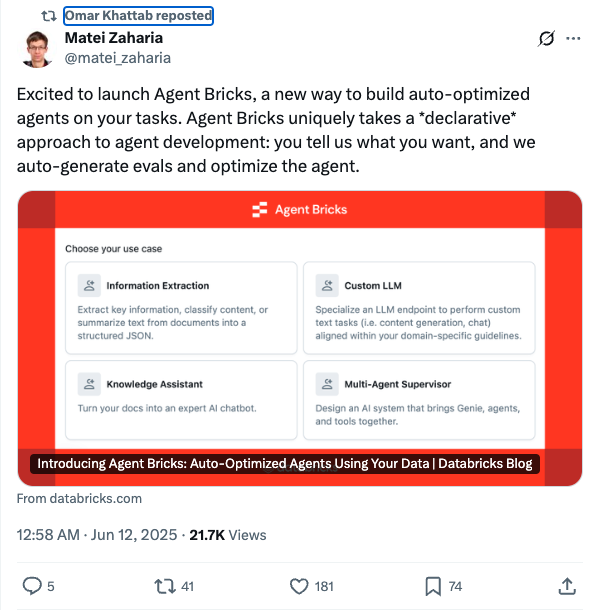 Omar Khattab reposted
Matei Zaharia
@matei_zaharia
Excited to launch Agent Bricks, a new way to build auto-optimized
agents on your tasks. Agent Bricks uniquely takes a *declarative*
approach to agent development: you tell us what you want, and we
auto-generate evals and optimize the agent.
Agent Bricks
Choose your use case
Information Extraction
Extract key information, classify content, or
summarize text from documents into a
structured JSON.
Custom LLM
Specialize an LLM endpoint to perform custom
text tasks (i.e. content generation, chat)
aligned within your domain-specific guidelines.
Knowledge Assistant
Turn your docs into an expert AI chatbot.
Multi-Agent Supervisor
Design an AI system that brings Genie, agents,
and tools together.
Introducing Agent Bricks: Auto-Optimized Agents Using Your Data | Databricks Blog
From databricks.com
12:58 AM · Jun 12, 2025 · 21.7K Views
5 41 181 74